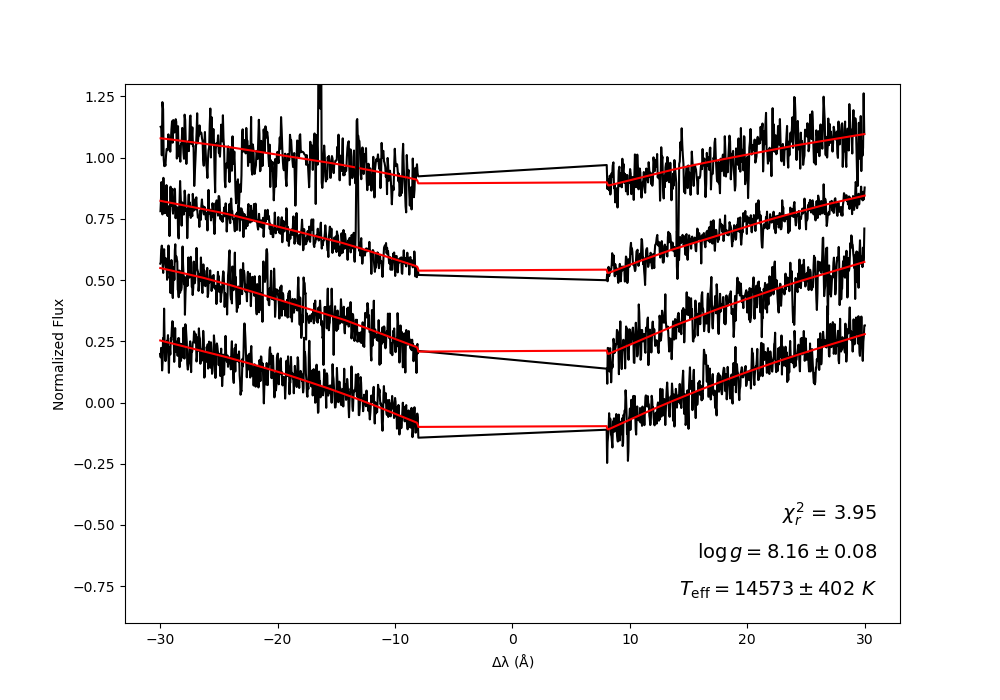 1.25
1.00
0.75
0.50
0.25
0.00
−0.25
−0.50
−0.75
Normalized Flux
χ²ᵣ = 3.95
log g = 8.16 ± 0.08
T_eff = 14573 ± 402 K
−30 −20 −10 0 10 20 30
Δλ (Å)